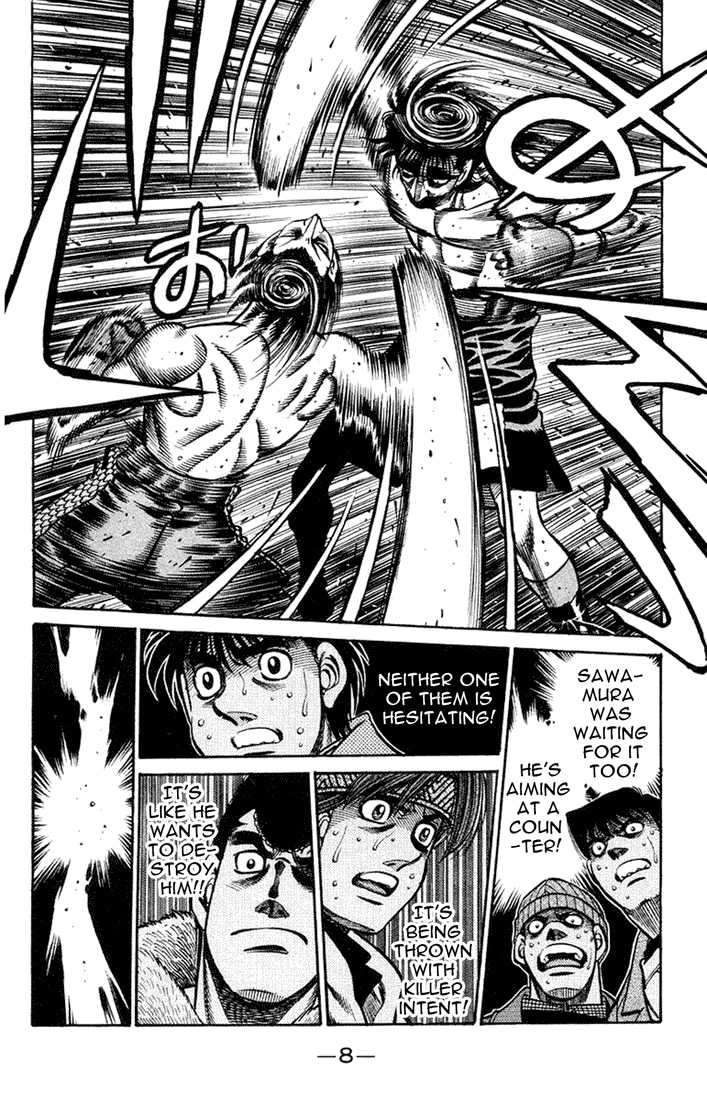 お
SAWA-
MURA
WAS
WAITING
FOR IT
TOO!
HE'S
AIMING
AT A
COUN
-TER!
NEITHER ONE
OF THEM IS
HESITATING!
IT'S
BEING
THROWN
WITH
KILLER
INTENT!
IT'S
LIKE HE
WANTS
TO DE-
STROY
HIM!!
—8—